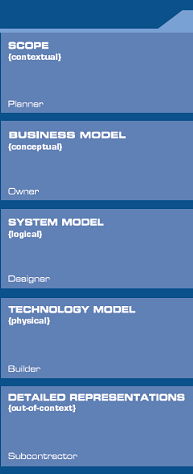 SCOPE
{contextual}
Planner
BUSINESS MODEL
{conceptual}
Owner
SYSTEM MODEL
{logical}
Designer
TECHNOLOGY MODEL
{physical}
Builder
DETAILED REPRESENTATIONS
{out-of-context}
Subcontractor